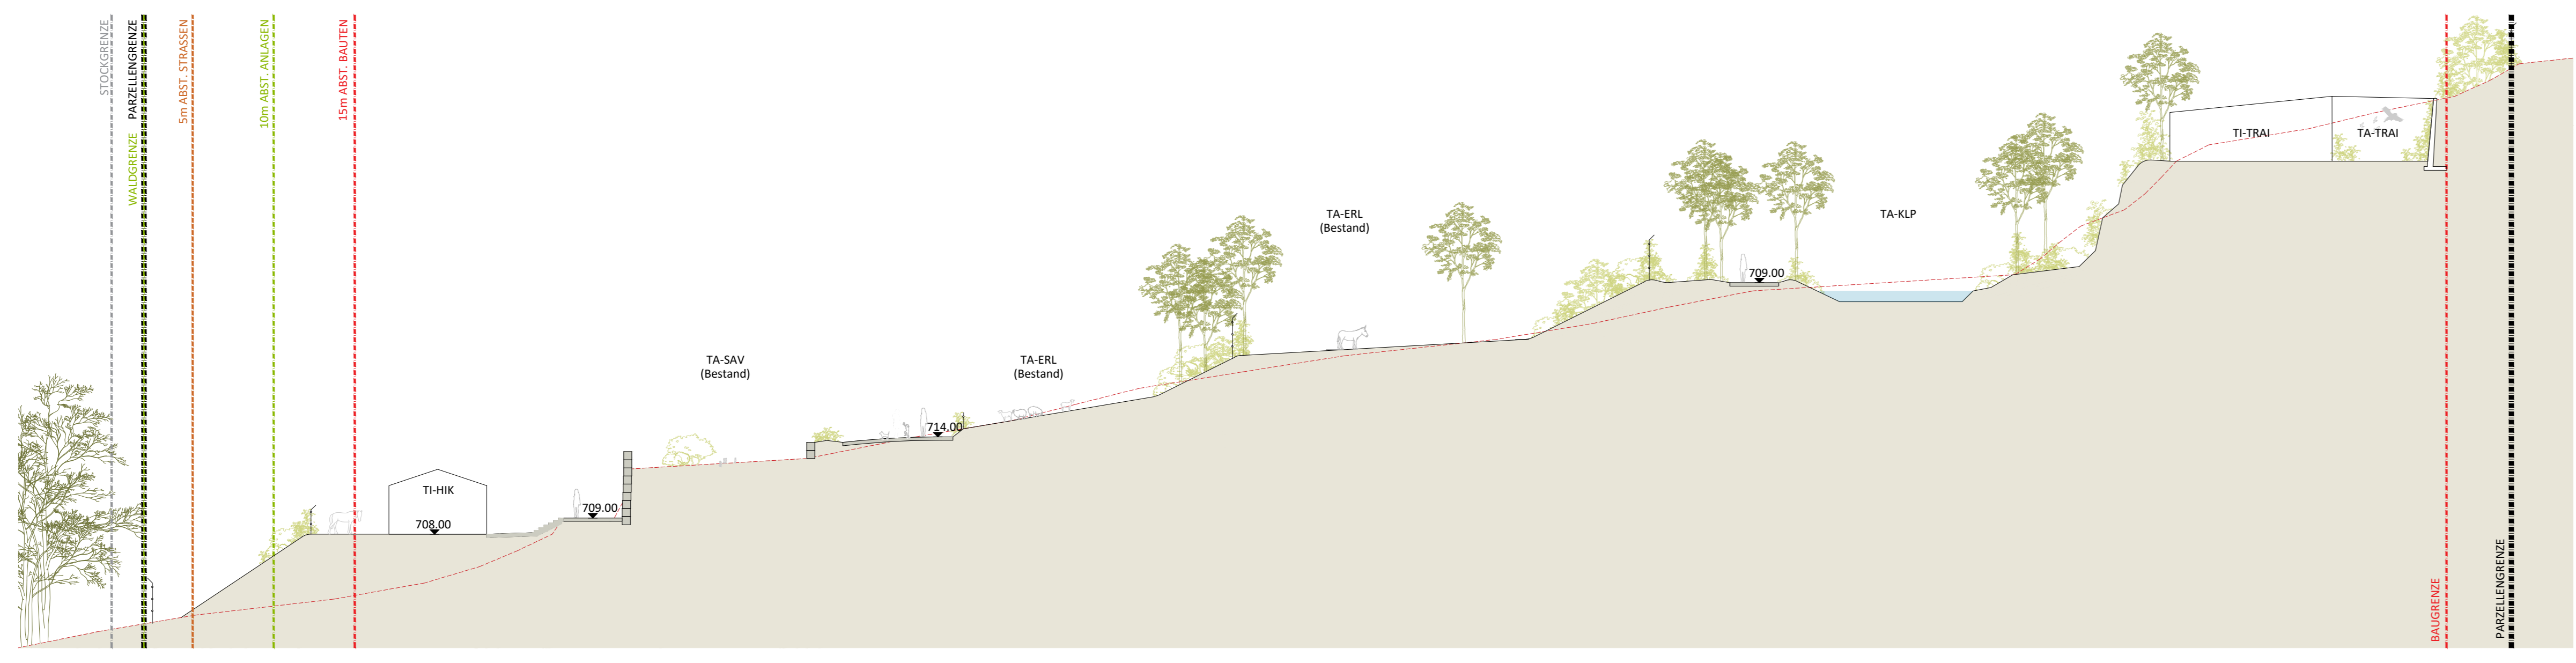 STOCKGRENZE
WALDGRENZE
PARZELLENGRENZE
5m ABST. STRASSEN
10m ABST. ANLAGEN
15m ABST. BAUTEN
TI-HIK
708.00
709.00
TA-SAV
(Bestand)
714.00
TA-ERL
(Bestand)
TA-ERL
(Bestand)
709.00
TA-KLP
TI-TRAI
TA-TRAI
BAUGRENZE
PARZELLENGRENZE